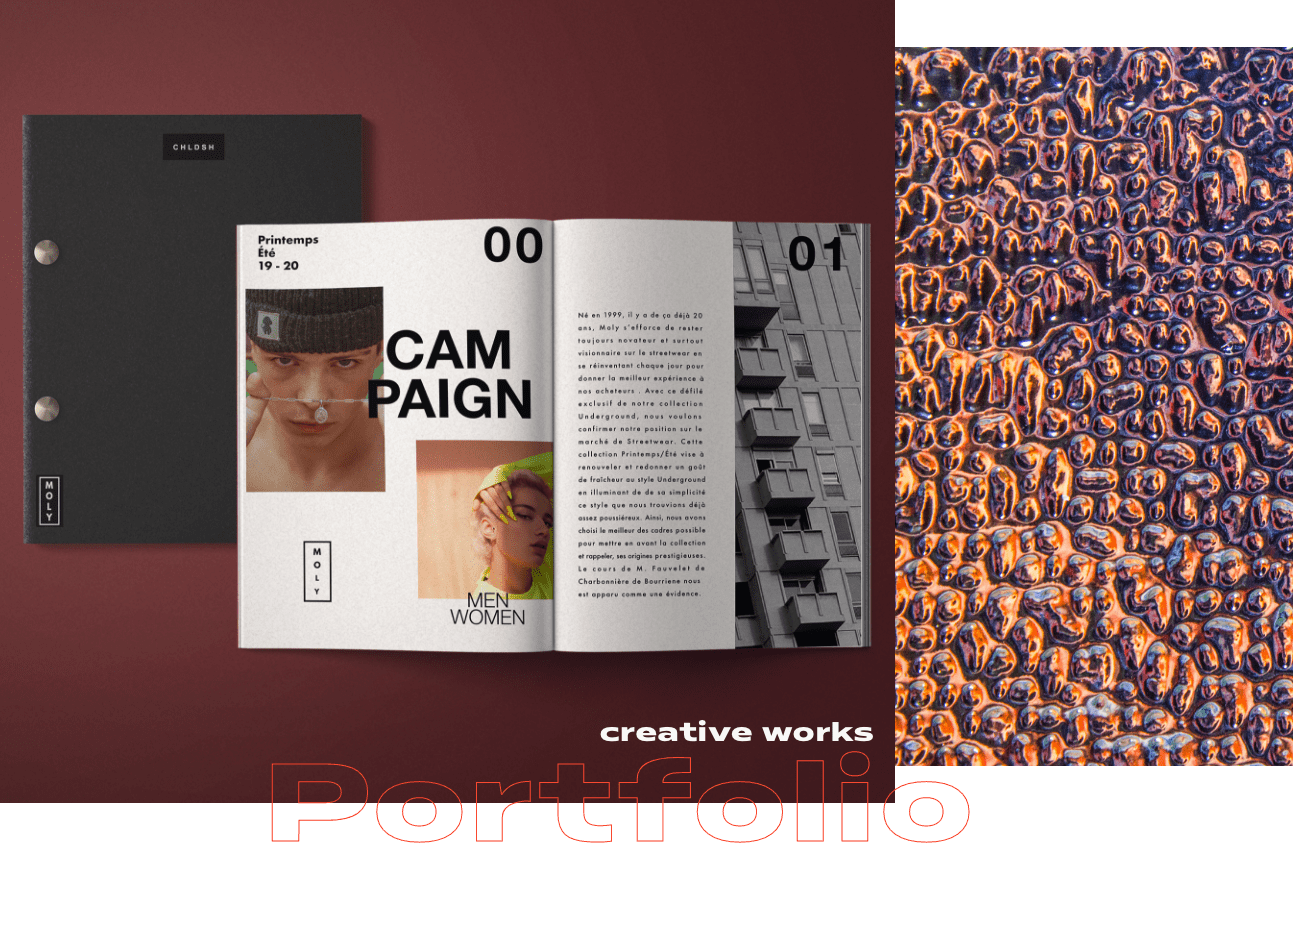 CHLDSH
MOLY
Printemps
Été
19 - 20
00
CAM
PAIGN
MOLY
MEN
WOMEN
01
Né en 1999, il y a de ça déjà 20
ans, Moly s'efforce de rester
toujours novateur et surtout
visionnaire sur le streetwear en
se réinventant chaque jour pour
donner la meilleur expérience à
nos acheteurs . Avec ce défilé
exclusif de notre collection
Underground, nous voulons
confirmer notre position sur le
marché de Streetwear. Cette
collection Printemps/Été vise à
renouveler et redonner un goût
de fraîcheur au style Underground
en illuminant de de sa simplicité
ce style que nous trouvions déjà
assez poussiéreux. Ainsi, nous avons
choisi le meilleur des cadres possible
pour mettre en avant la collection
et rappeler, ses origines prestigieuses.
Le cours de M. Fauvelet de
Charbonnière de Bourriene nous
est apparu comme une évidence.
creative works
Portfolio